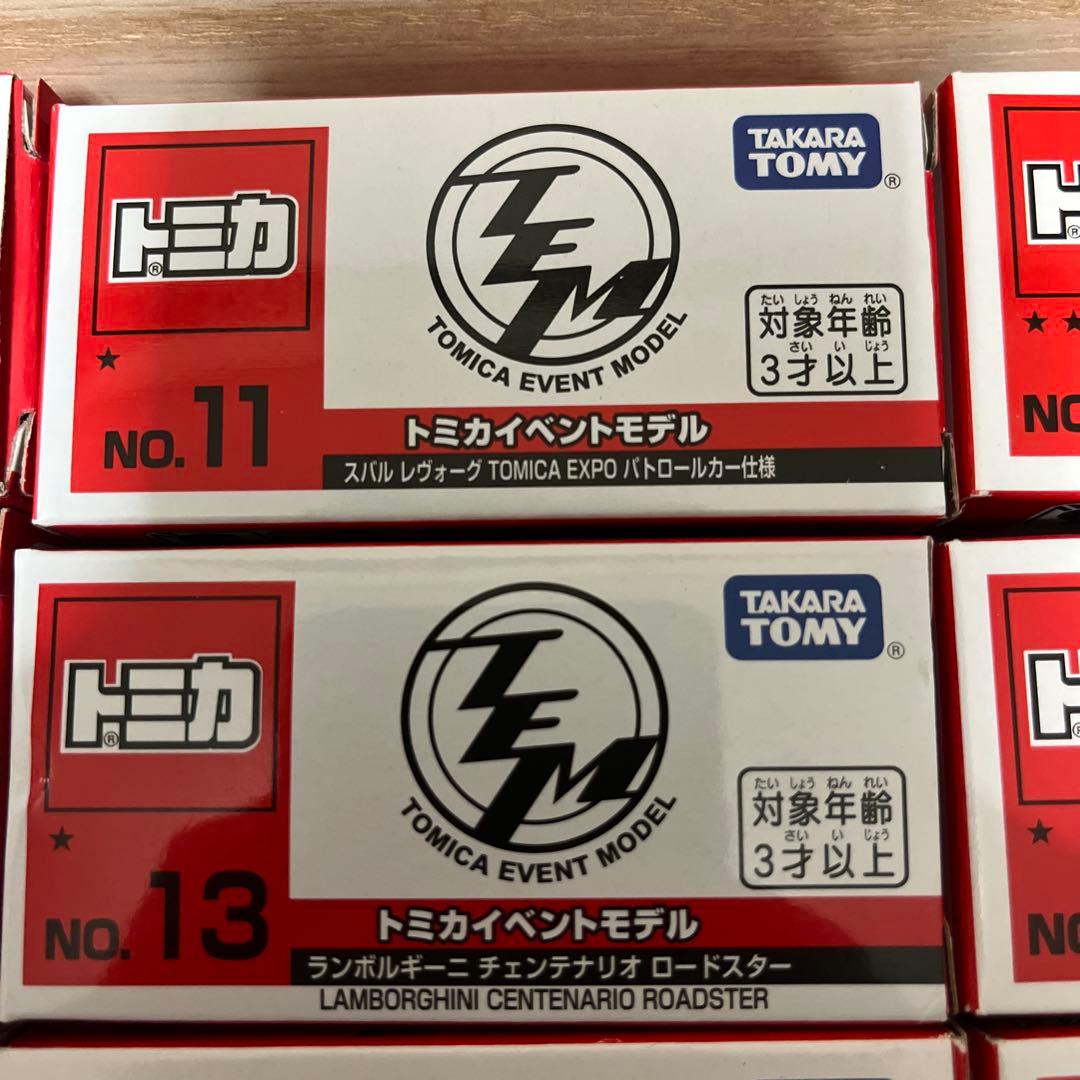 トミカ
®
★
NO. 11
TEM
TOMICA EVENT MODEL
TAKARA
TOMY
®
たい しょう ねん れい
対象年齢
さい い じょう
3才以上
トミカイベントモデル
スバル レヴォーグ TOMICA EXPO パトロールカー仕様
★★
NO
トミカ
®
★
NO. 13
TEM
TOMICA EVENT MODEL
TAKARA
TOMY
®
たい しょう ねん れい
対象年齢
さい い じょう
3才以上
トミカイベントモデル
ランボルギーニ チェンテナリオ ロードスター
LAMBORGHINI CENTENARIO ROADSTER
★
NO